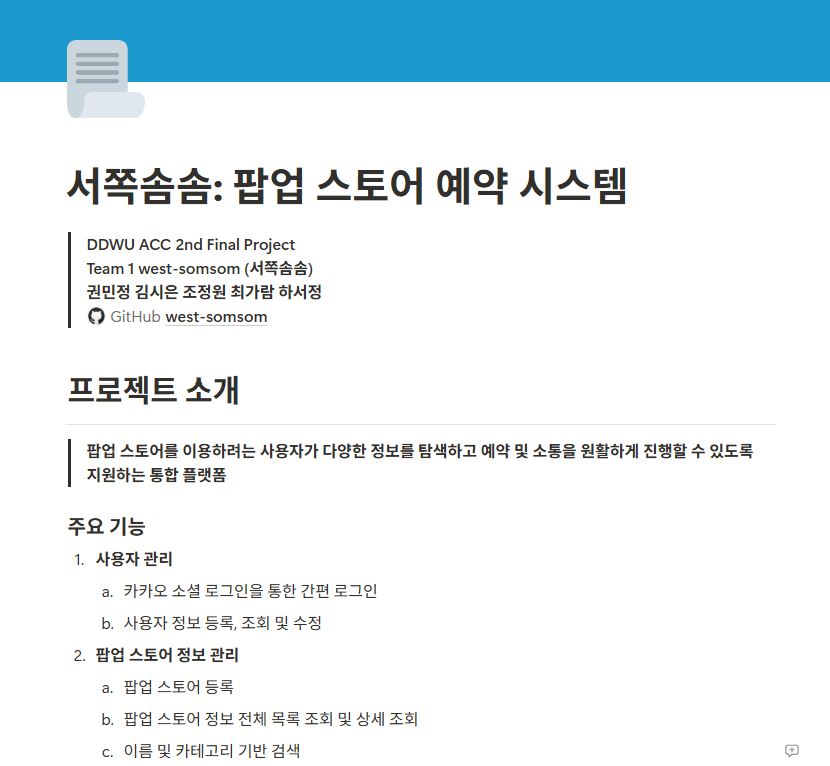 서쪽솜솜: 팝업 스토어 예약 시스템
DDWU ACC 2nd Final Project
Team 1 west-somsom (서쪽솜솜)
권민정 김시은 조정원 최가람 하서정
GitHub west-somsom
프로젝트 소개
팝업 스토어를 이용하려는 사용자가 다양한 정보를 탐색하고 예약 및 소통을 원활하게 진행할 수 있도록
지원하는 통합 플랫폼
주요 기능
1. 사용자 관리
a. 카카오 소셜 로그인을 통한 간편 로그인
b. 사용자 정보 등록, 조회 및 수정
2. 팝업 스토어 정보 관리
a. 팝업 스토어 등록
b. 팝업 스토어 정보 전체 목록 조회 및 상세 조회
c. 이름 및 카테고리 기반 검색